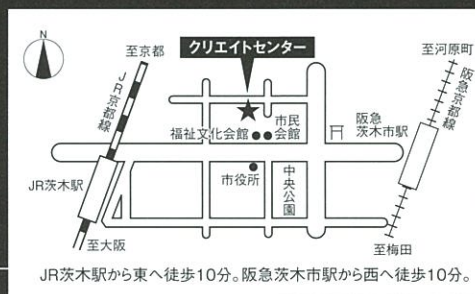 N
クリエイトセンター
至京都
至河原町
JR京都線
阪急京都線
福祉文化会館
市民
会館
阪急
茨木市駅
市役所
中央公園
JR茨木駅
至大阪
至梅田
JR茨木駅から東へ徒歩10分。阪急茨木市駅から西へ徒歩10分。